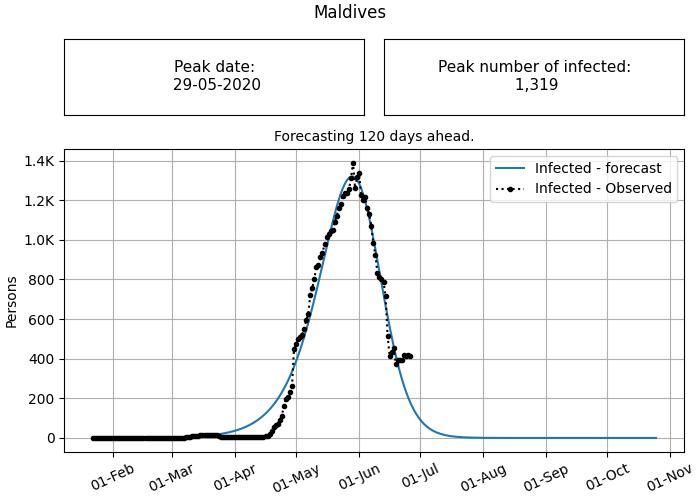 Maldives
Peak date:
29-05-2020
Peak number of infected:
1,319
Forecasting 120 days ahead.
Infected - forecast
Infected - Observed
Persons
1.4K
1.2K
1.0K
800
600
400
200
0
01-Feb
01-Mar
01-Apr
01-May
01-Jun
01-Jul
01-Aug
01-Sep
01-Oct
01-Nov